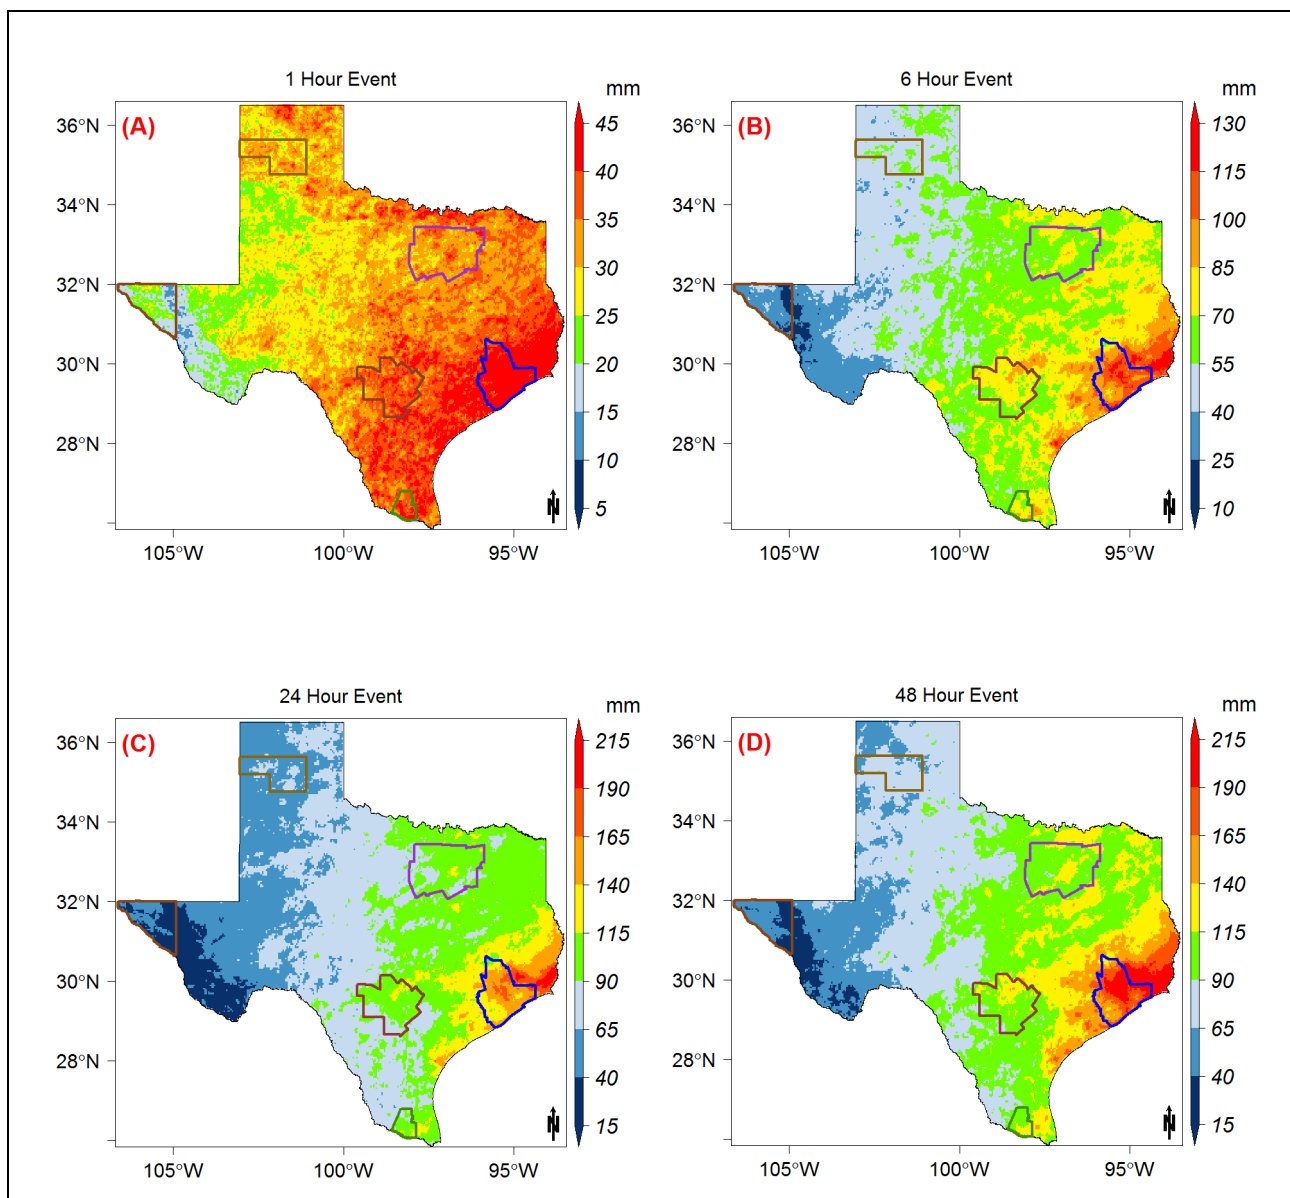 1 Hour Event
mm
(A)
36°N
34°N
32°N
30°N
28°N
45
40
35
30
25
20
15
10
5
N
105°W 100°W 95°W
6 Hour Event
mm
(B)
36°N
34°N
32°N
30°N
28°N
130
115
100
85
70
55
40
25
10
N
105°W 100°W 95°W
24 Hour Event
mm
(C)
36°N
34°N
32°N
30°N
28°N
215
190
165
140
115
90
65
40
15
N
105°W 100°W 95°W
48 Hour Event
mm
(D)
36°N
34°N
32°N
30°N
28°N
215
190
165
140
115
90
65
40
15
N
105°W 100°W 95°W